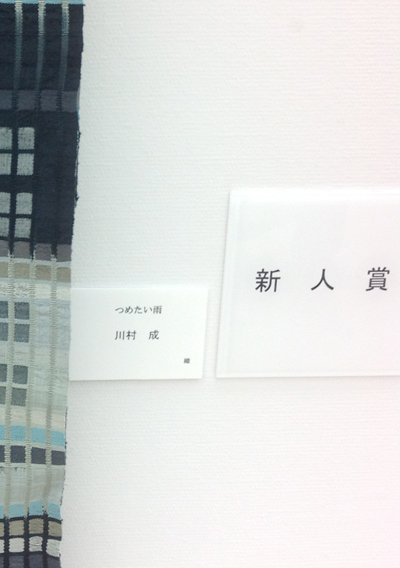 つめたい雨
川村 成
新人賞